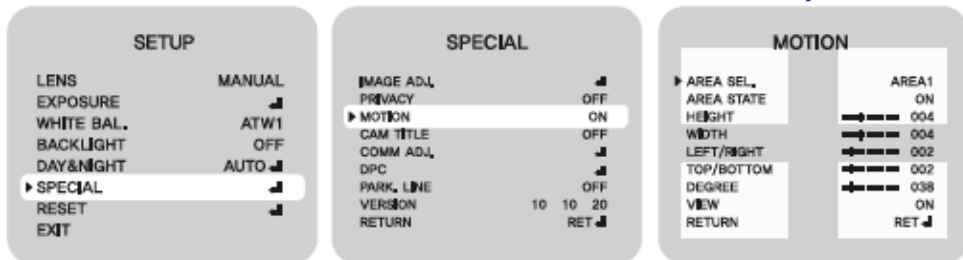 SETUP
LENS MANUAL
EXPOSURE ↲
WHITE BAL. ATW1
BACKLIGHT OFF
DAY&NIGHT AUTO ↲
▶ SPECIAL ↲
RESET ↲
EXIT
SPECIAL
IMAGE ADJ. ↲
PRIVACY OFF
▶ MOTION ON
CAM TITLE OFF
COMM ADJ. ↲
DPC ↲
PARK. LINE OFF
VERSION 10 10 20
RETURN RET ↲
MOTION
▶ AREA SEL. AREA1
AREA STATE ON
HEIGHT 004
WIDTH 004
LEFT/RIGHT 002
TOP/BOTTOM 002
DEGREE 038
VIEW ON
RETURN RET ↲